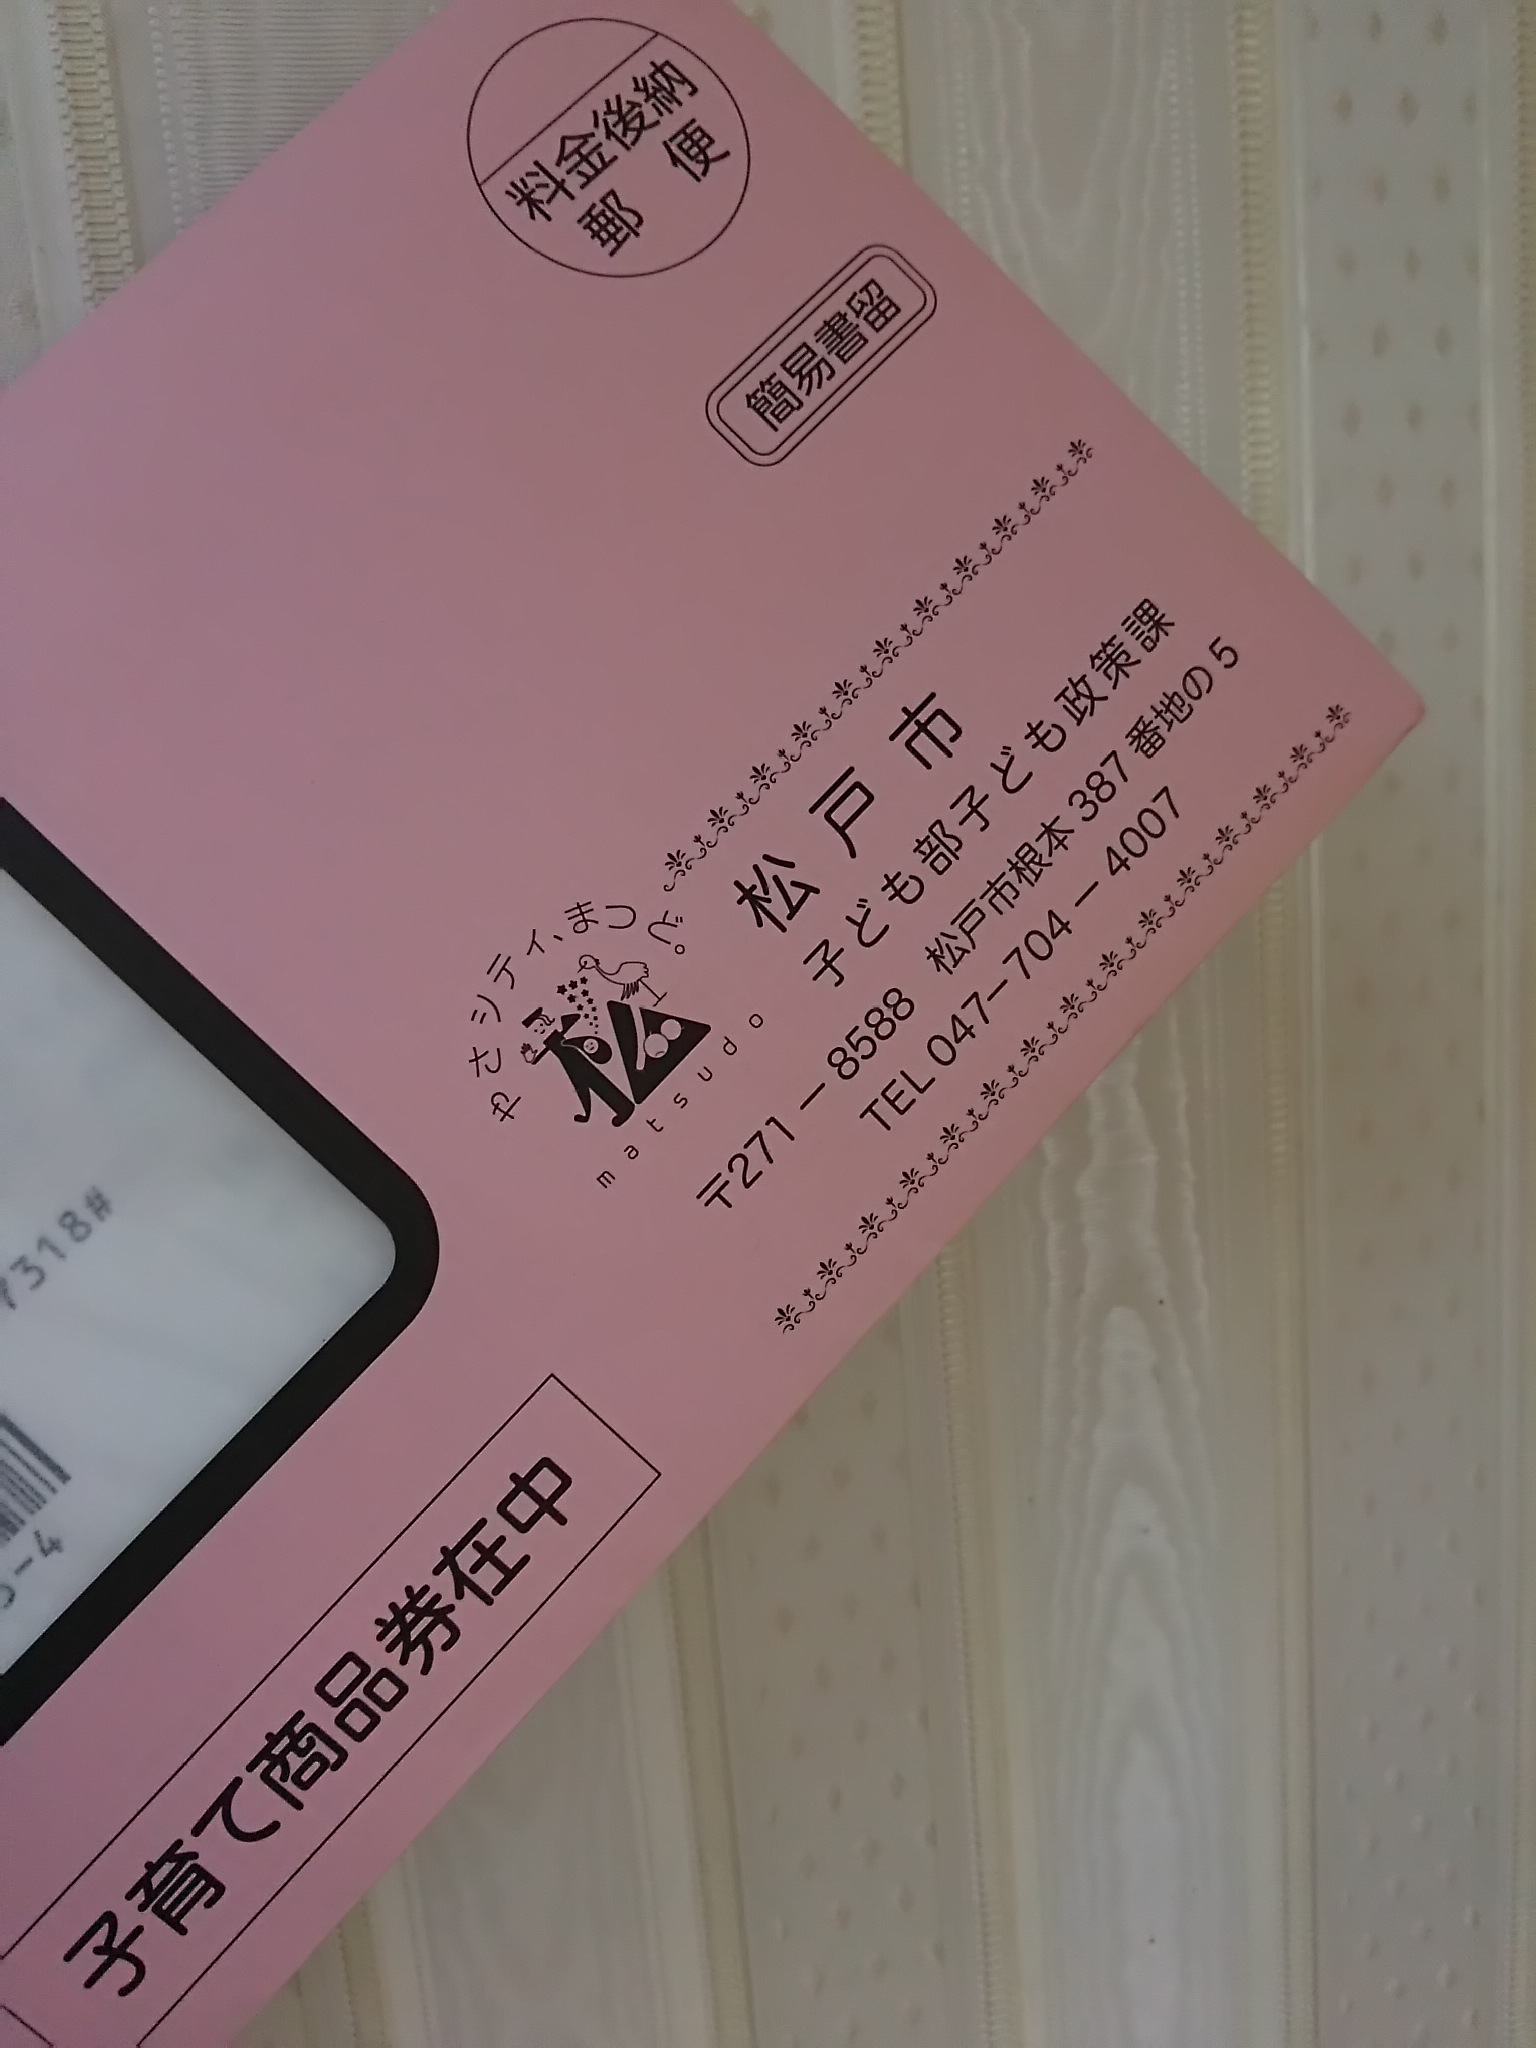 料金後納
郵便
簡易書留
やさシティ、まつど。
matsudo
松戸市
子ども部子ども政策課
〒271－8588 松戸市根本387番地の5
TEL 047－704－4007
7318#
-4
子育て商品券在中